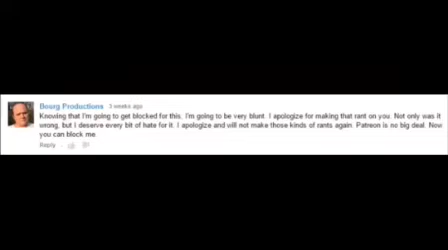 Bourg Productions 3 weeks ago
Knowing that I'm going to get blocked for this, I'm going to be very blunt. I apologize for making that rant on you. Not only was it
wrong, but I deserve every bit of hate for it. I apologize and will not make those kinds of rants again. Patreon is no big deal. Now
you can block me
Reply